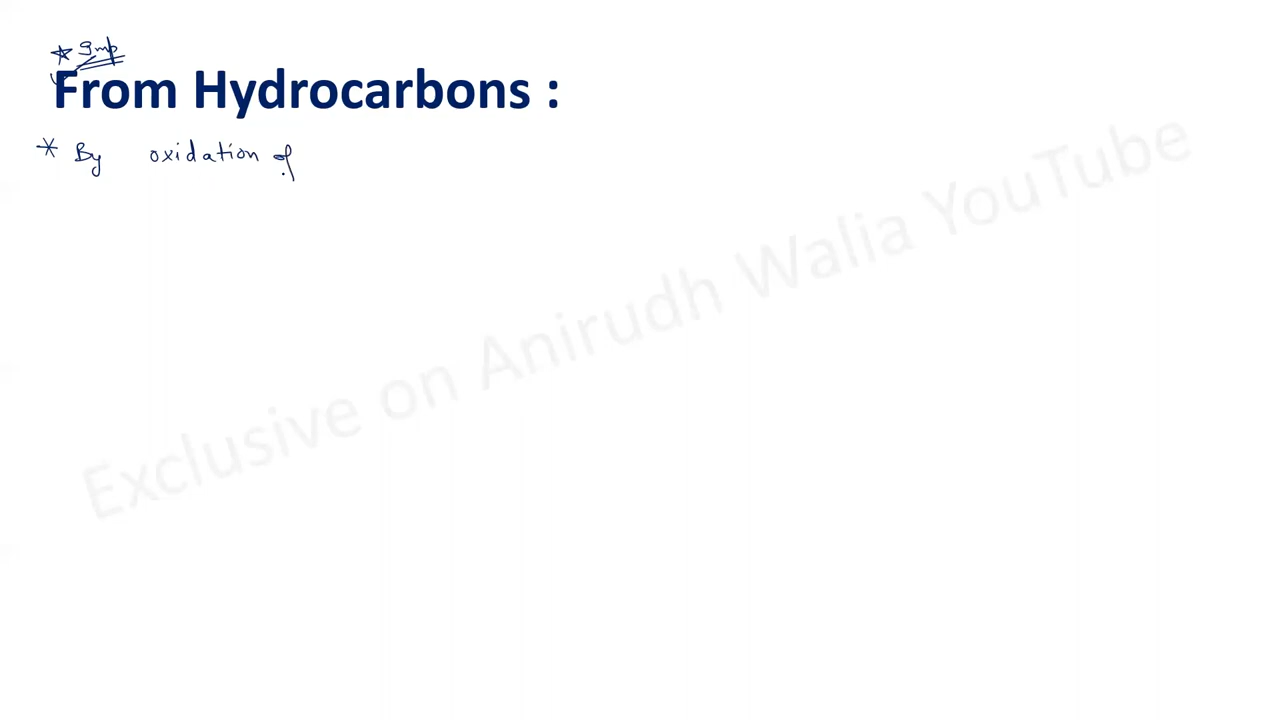 ★ Imp
From Hydrocarbons :
* By oxidation of
Exclusive on Anirudh Walia YouTube